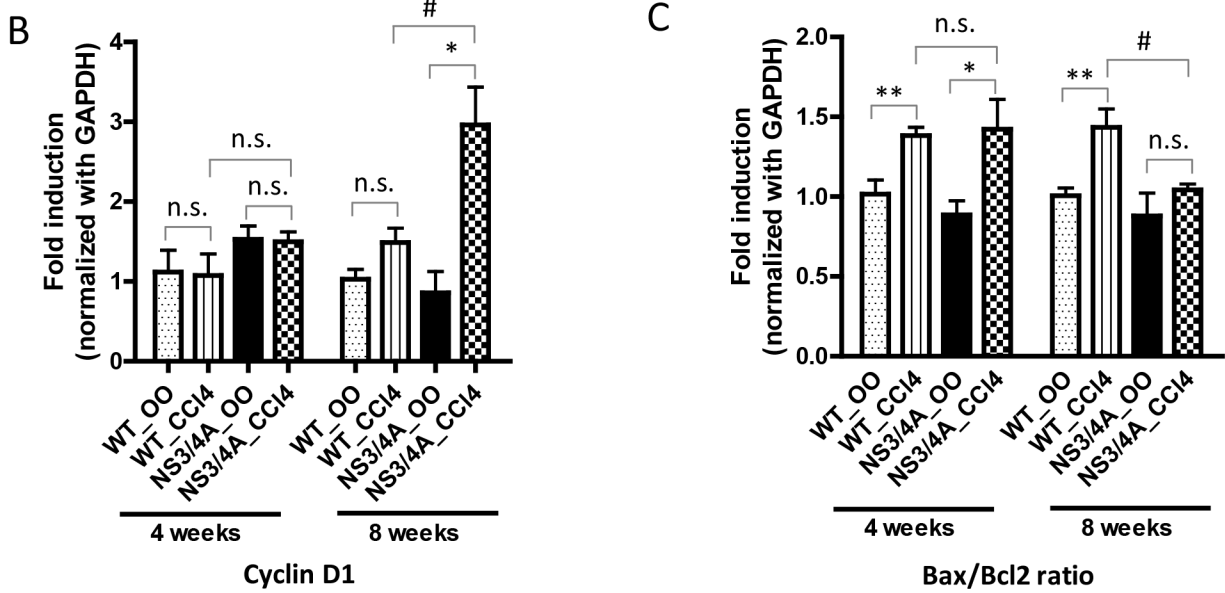 B
Fold induction
(normalized with GAPDH)
4
3
2
1
0
n.s.
n.s.
n.s.
n.s.
*
#
WT_OO
WT_CCl4
NS3/4A_OO
NS3/4A_CCl4
WT_OO
WT_CCl4
NS3/4A_OO
NS3/4A_CCl4
4 weeks
8 weeks
Cyclin D1
C
Fold induction
(normalized with GAPDH)
2.0
1.5
1.0
0.5
0.0
**
n.s.
*
**
#
n.s.
WT_OO
WT_CCl4
NS3/4A_OO
NS3/4A_CCl4
WT_OO
WT_CCl4
NS3/4A_OO
NS3/4A_CCl4
4 weeks
8 weeks
Bax/Bcl2 ratio